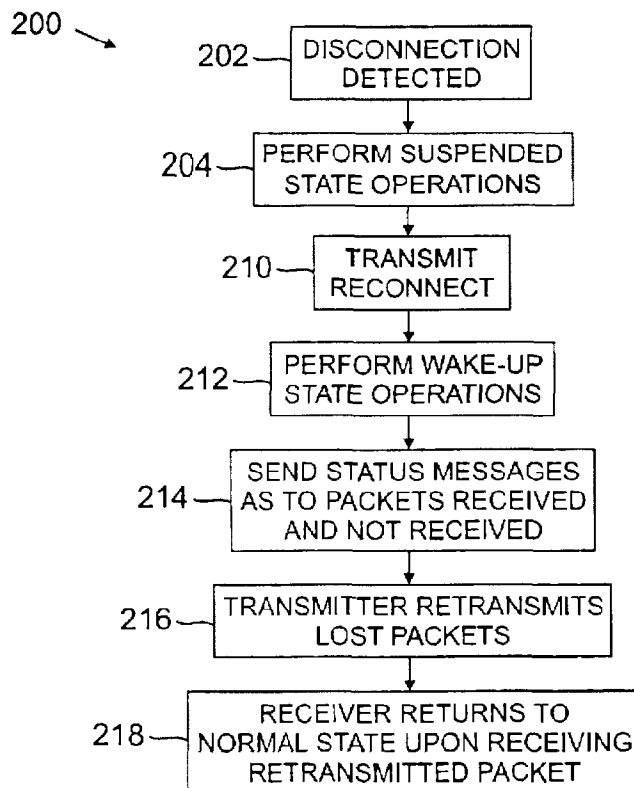 200
202
DISCONNECTION
DETECTED
204
PERFORM SUSPENDED
STATE OPERATIONS
210
TRANSMIT
RECONNECT
212
PERFORM WAKE-UP
STATE OPERATIONS
214
SEND STATUS MESSAGES
AS TO PACKETS RECEIVED
AND NOT RECEIVED
216
TRANSMITTER RETRANSMITS
LOST PACKETS
218
RECEIVER RETURNS TO
NORMAL STATE UPON RECEIVING
RETRANSMITTED PACKET